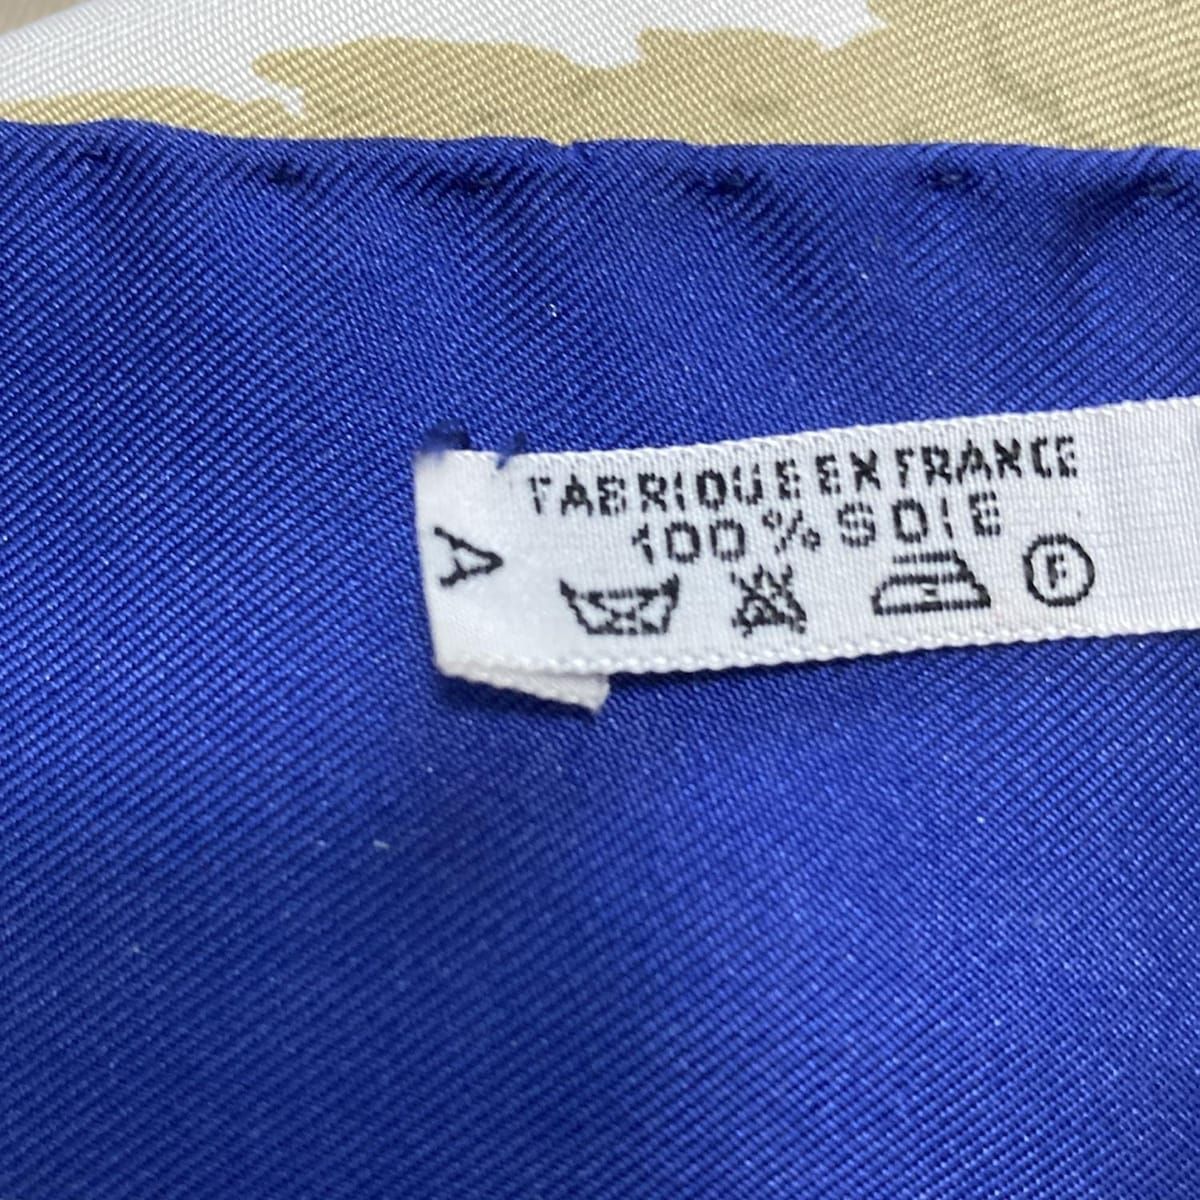 FABRIQUE EN FRANCE
100% SOIE
A
F